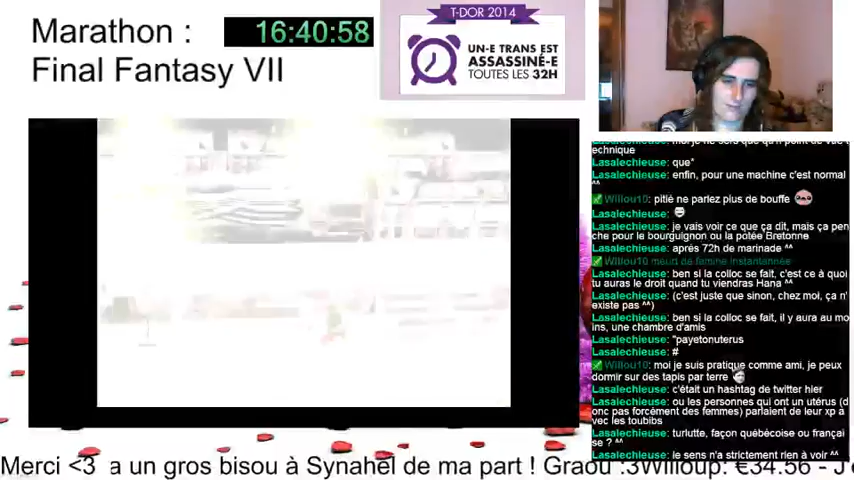 Marathon :
Final Fantasy VII
16:40:58
T-DOR 2014
UN·E TRANS EST
ASSASSINÉ·E
TOUTES LES 32H
echnique
Lasalechieuse: que*
Lasalechieuse: enfin, pour une machine c'est normal
^^
Willou10: pitié ne parlez plus de bouffe
Lasalechieuse:
Lasalechieuse: je vais voir ce que ça dit, mais ça pen
che pour le bourguignon ou la potée Bretonne
Lasalechieuse: aprés 72h de marinade ^^
Willou10 meurd de famine instantannée
Lasalechieuse: ben si la colloc se fait, c'est ce à quoi
tu auras le droit quand tu viendras Hana ^^
Lasalechieuse: (c'est juste que sinon, chez moi, ça n'
existe pas ^^)
Lasalechieuse: ben si la colloc se fait, il y aura au mo
ins, une chambre d'amis
Lasalechieuse: "payetonuterus
Lasalechieuse: #
Willou10: moi je suis pratique comme ami, je peux
dormir sur des tapis par terre
Lasalechieuse: c'était un hashtag de twitter hier
Lasalechieuse: ou les personnes qui ont un utérus (d
onc pas forcément des femmes) parlaient de leur xp à
vec les toubibs
Lasalechieuse: turlutte, façon québécoise ou françai
se ? ^^
Lasalechieuse: le sens n'a strictement rien à voir ^^
Merci <3 a un gros bisou à Synahel de ma part ! Graou :3Willoup: €34.56 - J'e